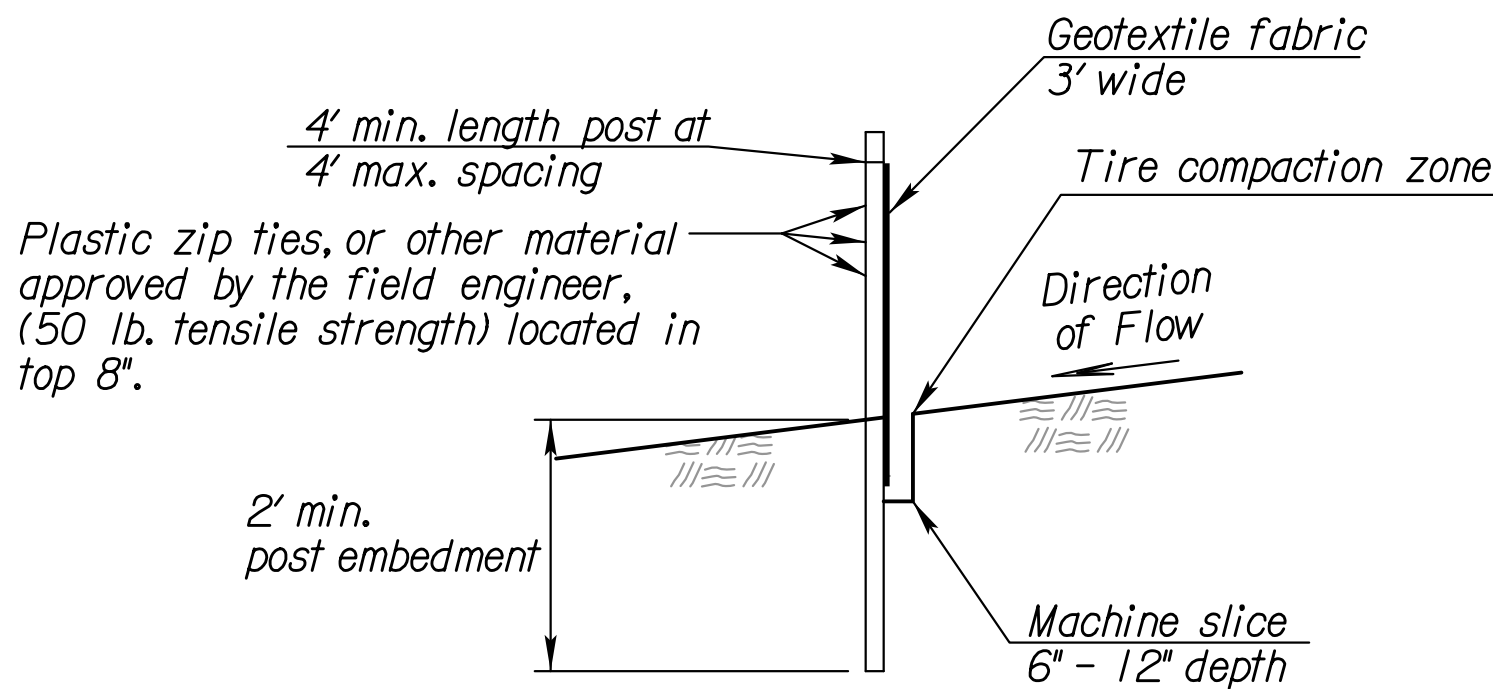 Geotextile fabric
3' wide
4' min. length post at
4' max. spacing
Tire compaction zone
Plastic zip ties, or other material
approved by the field engineer,
(50 lb. tensile strength) located in
top 8".
Direction
of Flow
2' min.
post embedment
Machine slice
6" - 12" depth